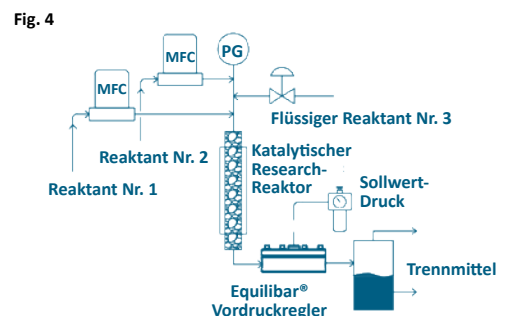 Fig. 4
MFC
PG
MFC
Flüssiger Reaktant Nr. 3
Reaktant Nr. 2
Reaktant Nr. 1
Katalytischer
Research-
Reaktor
Sollwert-
Druck
Trennmittel
Equilibar®
Vordruckregler